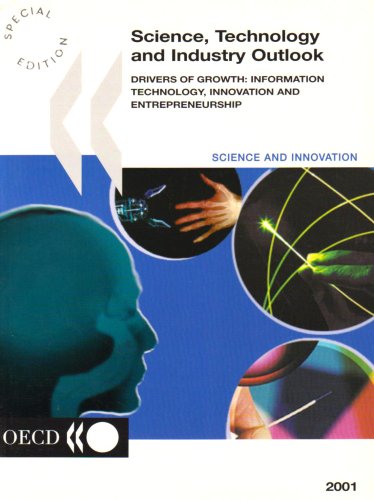 SPECIAL
EDITION
Science, Technology
and Industry Outlook
DRIVERS OF GROWTH: INFORMATION
TECHNOLOGY, INNOVATION AND
ENTREPRENEURSHIP
SCIENCE AND INNOVATION
OECD
2001